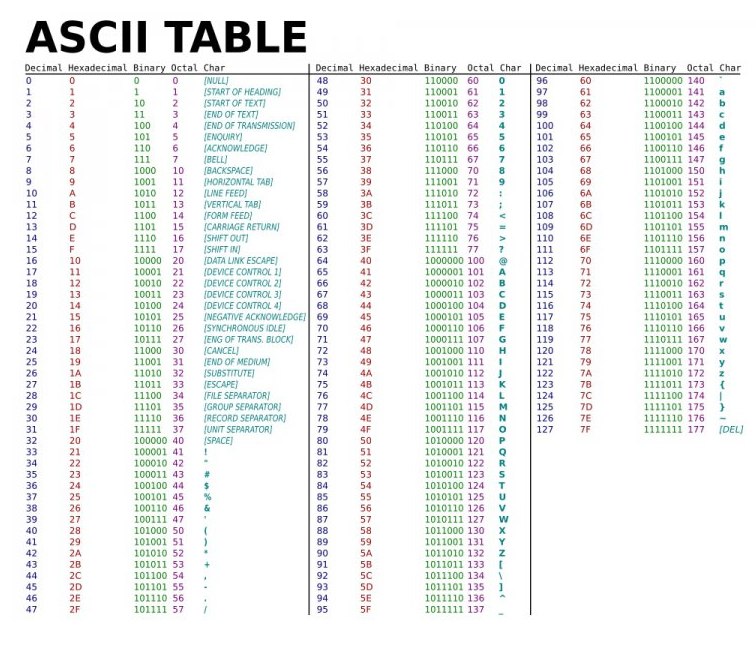 ASCII TABLE
Decimal Hexadecimal Binary Octal Char Decimal Hexadecimal Binary Octal Char Decimal Hexadecimal Binary Octal Char
0 0 0 0 [NULL] 48 30 110000 60 0 96 60 1100000 140 `
1 1 1 1 [START OF HEADING] 49 31 110001 61 1 97 61 1100001 141 a
2 2 10 2 [START OF TEXT] 50 32 110010 62 2 98 62 1100010 142 b
3 3 11 3 [END OF TEXT] 51 33 110011 63 3 99 63 1100011 143 c
4 4 100 4 [END OF TRANSMISSION] 52 34 110100 64 4 100 64 1100100 144 d
5 5 101 5 [ENQUIRY] 53 35 110101 65 5 101 65 1100101 145 e
6 6 110 6 [ACKNOWLEDGE] 54 36 110110 66 6 102 66 1100110 146 f
7 7 111 7 [BELL] 55 37 110111 67 7 103 67 1100111 147 g
8 8 1000 10 [BACKSPACE] 56 38 111000 70 8 104 68 1101000 150 h
9 9 1001 11 [HORIZONTAL TAB] 57 39 111001 71 9 105 69 1101001 151 i
10 A 1010 12 [LINE FEED] 58 3A 111010 72 : 106 6A 1101010 152 j
11 B 1011 13 [VERTICAL TAB] 59 3B 111011 73 ; 107 6B 1101011 153 k
12 C 1100 14 [FORM FEED] 60 3C 111100 74 < 108 6C 1101100 154 l
13 D 1101 15 [CARRIAGE RETURN] 61 3D 111101 75 = 109 6D 1101101 155 m
14 E 1110 16 [SHIFT OUT] 62 3E 111110 76 > 110 6E 1101110 156 n
15 F 1111 17 [SHIFT IN] 63 3F 111111 77 ? 111 6F 1101111 157 o
16 10 10000 20 [DATA LINK ESCAPE] 64 40 1000000 100 @ 112 70 1110000 160 p
17 11 10001 21 [DEVICE CONTROL 1] 65 41 1000001 101 A 113 71 1110001 161 q
18 12 10010 22 [DEVICE CONTROL 2] 66 42 1000010 102 B 114 72 1110010 162 r
19 13 10011 23 [DEVICE CONTROL 3] 67 43 1000011 103 C 115 73 1110011 163 s
20 14 10100 24 [DEVICE CONTROL 4] 68 44 1000100 104 D 116 74 1110100 164 t
21 15 10101 25 [NEGATIVE ACKNOWLEDGE] 69 45 1000101 105 E 117 75 1110101 165 u
22 16 10110 26 [SYNCHRONOUS IDLE] 70 46 1000110 106 F 118 76 1110110 166 v
23 17 10111 27 [ENG OF TRANS. BLOCK] 71 47 1000111 107 G 119 77 1110111 167 w
24 18 11000 30 [CANCEL] 72 48 1001000 110 H 120 78 1111000 170 x
25 19 11001 31 [END OF MEDIUM] 73 49 1001001 111 I 121 79 1111001 171 y
26 1A 11010 32 [SUBSTITUTE] 74 4A 1001010 112 J 122 7A 1111010 172 z
27 1B 11011 33 [ESCAPE] 75 4B 1001011 113 K 123 7B 1111011 173 {
28 1C 11100 34 [FILE SEPARATOR] 76 4C 1001100 114 L 124 7C 1111100 174 |
29 1D 11101 35 [GROUP SEPARATOR] 77 4D 1001101 115 M 125 7D 1111101 175 }
30 1E 11110 36 [RECORD SEPARATOR] 78 4E 1001110 116 N 126 7E 1111110 176 ~
31 1F 11111 37 [UNIT SEPARATOR] 79 4F 1001111 117 O 127 7F 1111111 177 [DEL]
32 20 100000 40 [SPACE] 80 50 1010000 120 P
33 21 100001 41 ! 81 51 1010001 121 Q
34 22 100010 42 " 82 52 1010010 122 R
35 23 100011 43 # 83 53 1010011 123 S
36 24 100100 44 $ 84 54 1010100 124 T
37 25 100101 45 % 85 55 1010101 125 U
38 26 100110 46 & 86 56 1010110 126 V
39 27 100111 47 ' 87 57 1010111 127 W
40 28 101000 50 ( 88 58 1011000 130 X
41 29 101001 51 ) 89 59 1011001 131 Y
42 2A 101010 52 * 90 5A 1011010 132 Z
43 2B 101011 53 + 91 5B 1011011 133 [
44 2C 101100 54 , 92 5C 1011100 134 \
45 2D 101101 55 - 93 5D 1011101 135 ]
46 2E 101110 56 . 94 5E 1011110 136 ^
47 2F 101111 57 / 95 5F 1011111 137 _